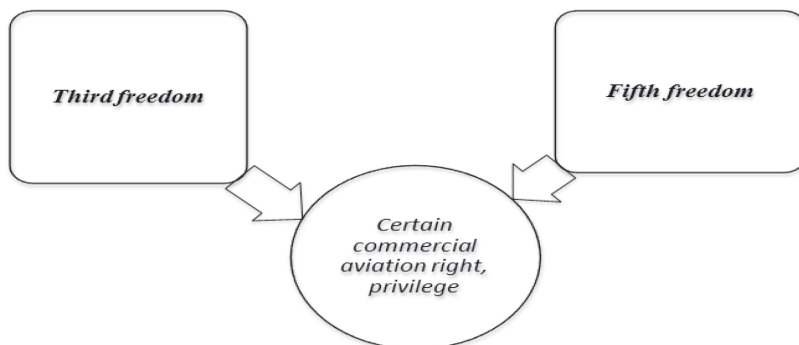 Third freedom
Fifth freedom
Certain
commercial
aviation right,
privilege